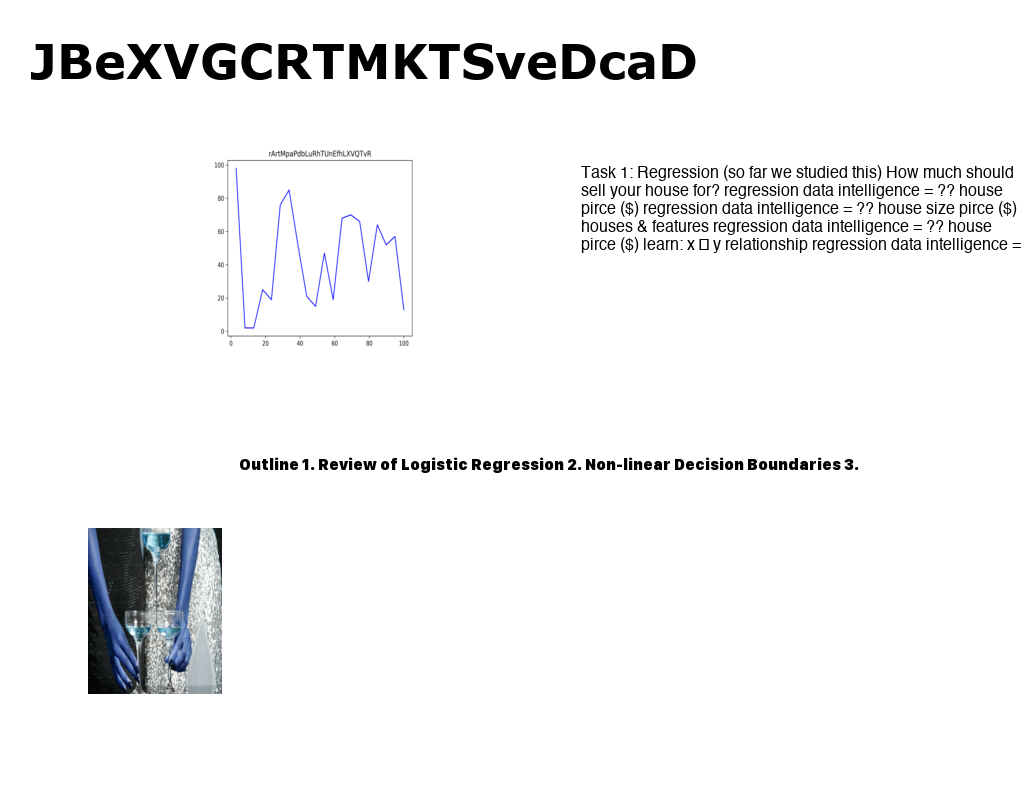 JBeXVGCRTMKTSveDcaD
rArtMpaPdbLuRhTUnEfhLXVQTvR
100
80
60
40
20
0
0 20 40 60 80 100
Task 1: Regression (so far we studied this) How much should
sell your house for? regression data intelligence = ?? house
pirce ($) regression data intelligence = ?? house size pirce ($)
houses & features regression data intelligence = ?? house
pirce ($) learn: x □ y relationship regression data intelligence =
Outline 1. Review of Logistic Regression 2. Non-linear Decision Boundaries 3.